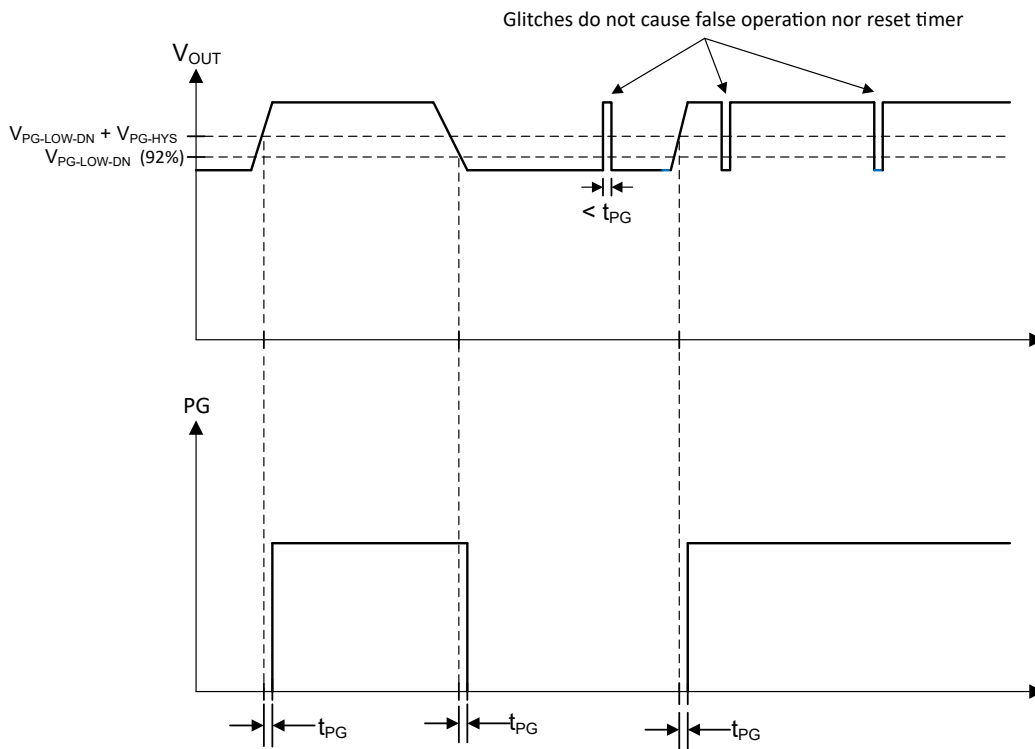 Glitches do not cause false operation nor reset timer
VOUT
VPG-LOW-DN + VPG-HYS
VPG-LOW-DN (92%)
< tPG
PG
tPG
tPG
tPG